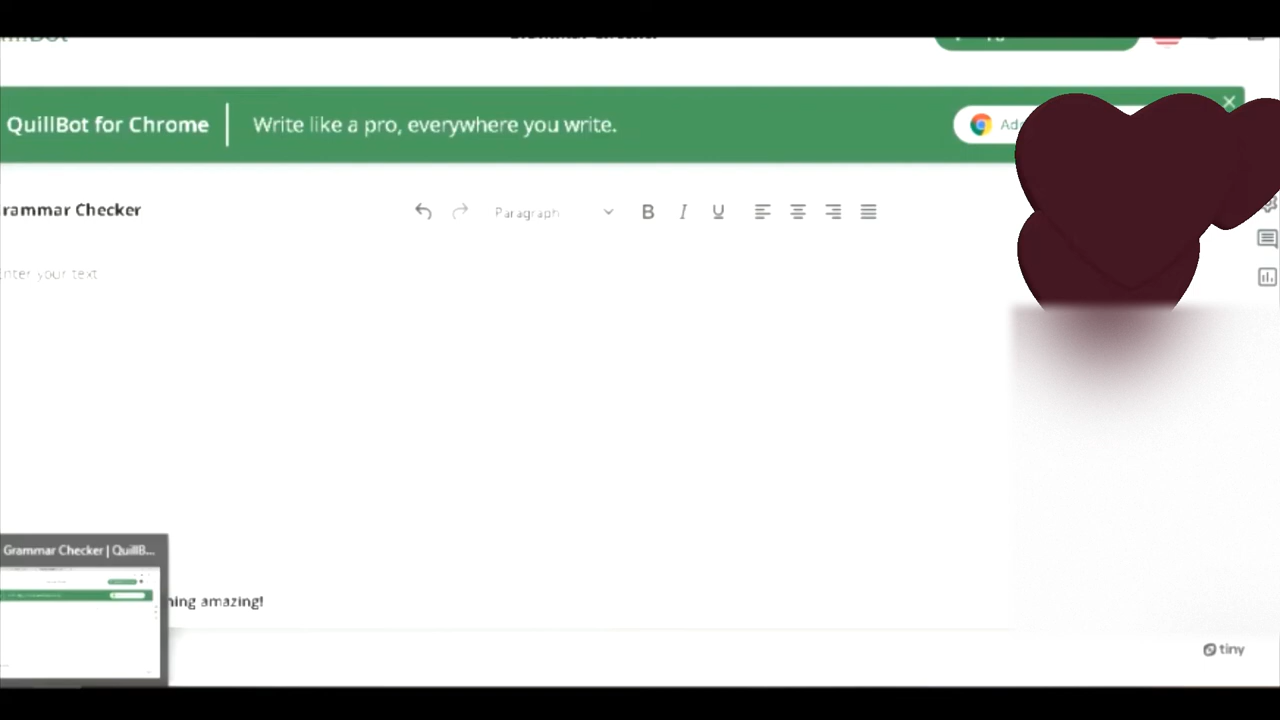 QuillBot for Chrome
Write like a pro, everywhere you write.
rammar Checker
Paragraph
B I U
nter your text
Grammar Checker | QuillB...
hing amazing!
tiny